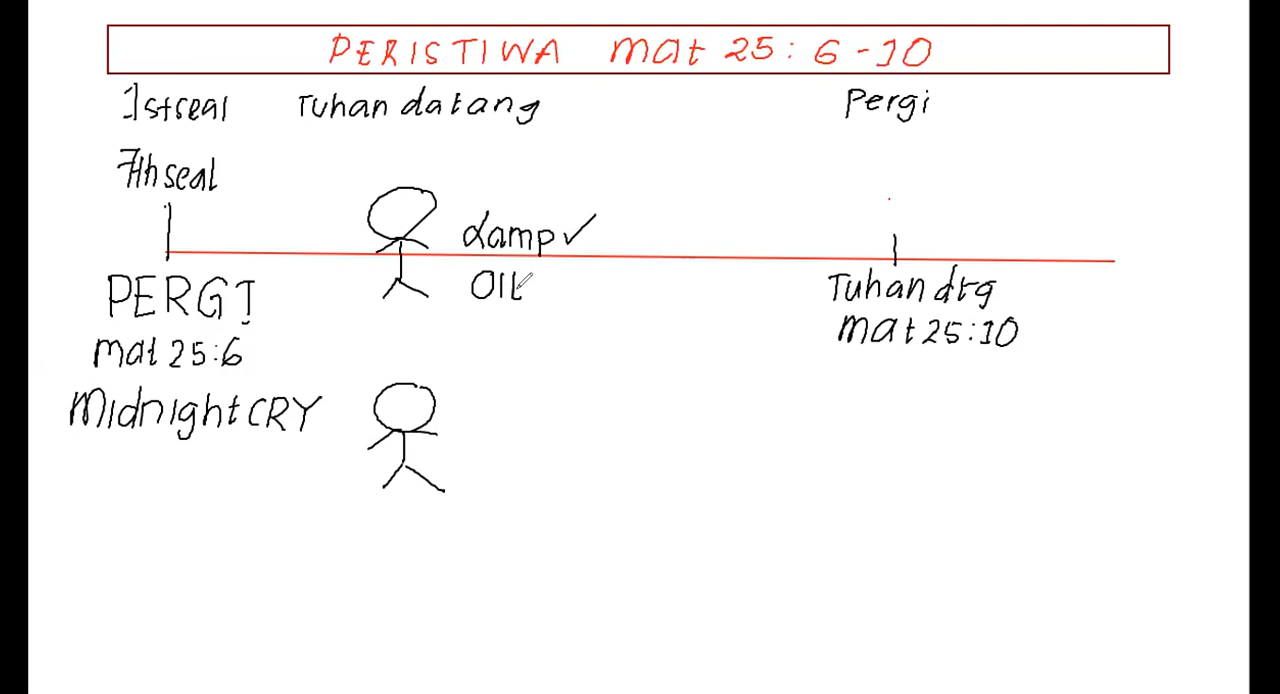 PERISTIWA mat 25: 6-10
1st seal Tuhan datang Pergi
7th seal
Lamp ✓
OIL
PERGI Tuhan dtg
mat 25:6 mat 25:10
Midnight CRY